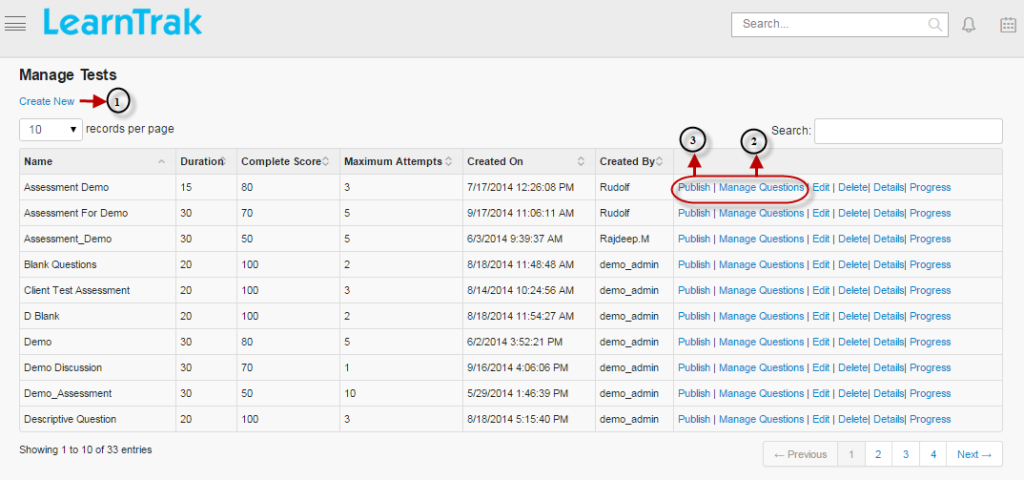 LearnTrak
Search...
Manage Tests
Create New 1
10 records per page
3 2
Search:
Name Duration Complete Score Maximum Attempts Created On Created By
Assessment Demo 15 80 3 7/17/2014 12:26:08 PM Rudolf Publish | Manage Questions | Edit | Delete| Details| Progress
Assessment For Demo 30 70 5 9/17/2014 11:06:11 AM Rudolf Publish | Manage Questions | Edit | Delete| Details| Progress
Assessment_Demo 30 50 5 6/3/2014 9:39:37 AM Rajdeep.M Publish | Manage Questions | Edit | Delete| Details| Progress
Blank Questions 20 100 2 8/18/2014 11:48:48 AM demo_admin Publish | Manage Questions | Edit | Delete| Details| Progress
Client Test Assessment 20 100 3 8/14/2014 10:24:56 AM demo_admin Publish | Manage Questions | Edit | Delete| Details| Progress
D Blank 20 100 2 8/18/2014 11:54:27 AM demo_admin Publish | Manage Questions | Edit | Delete| Details| Progress
Demo 30 80 5 6/2/2014 3:52:21 PM demo_admin Publish | Manage Questions | Edit | Delete| Details| Progress
Demo Discussion 30 70 1 9/16/2014 4:06:06 PM demo_admin Publish | Manage Questions | Edit | Delete| Details| Progress
Demo_Assessment 30 50 10 5/29/2014 1:46:39 PM demo_admin Publish | Manage Questions | Edit | Delete| Details| Progress
Descriptive Question 20 100 3 8/18/2014 5:15:40 PM demo_admin Publish | Manage Questions | Edit | Delete| Details| Progress
Showing 1 to 10 of 33 entries
← Previous 1 2 3 4 Next →